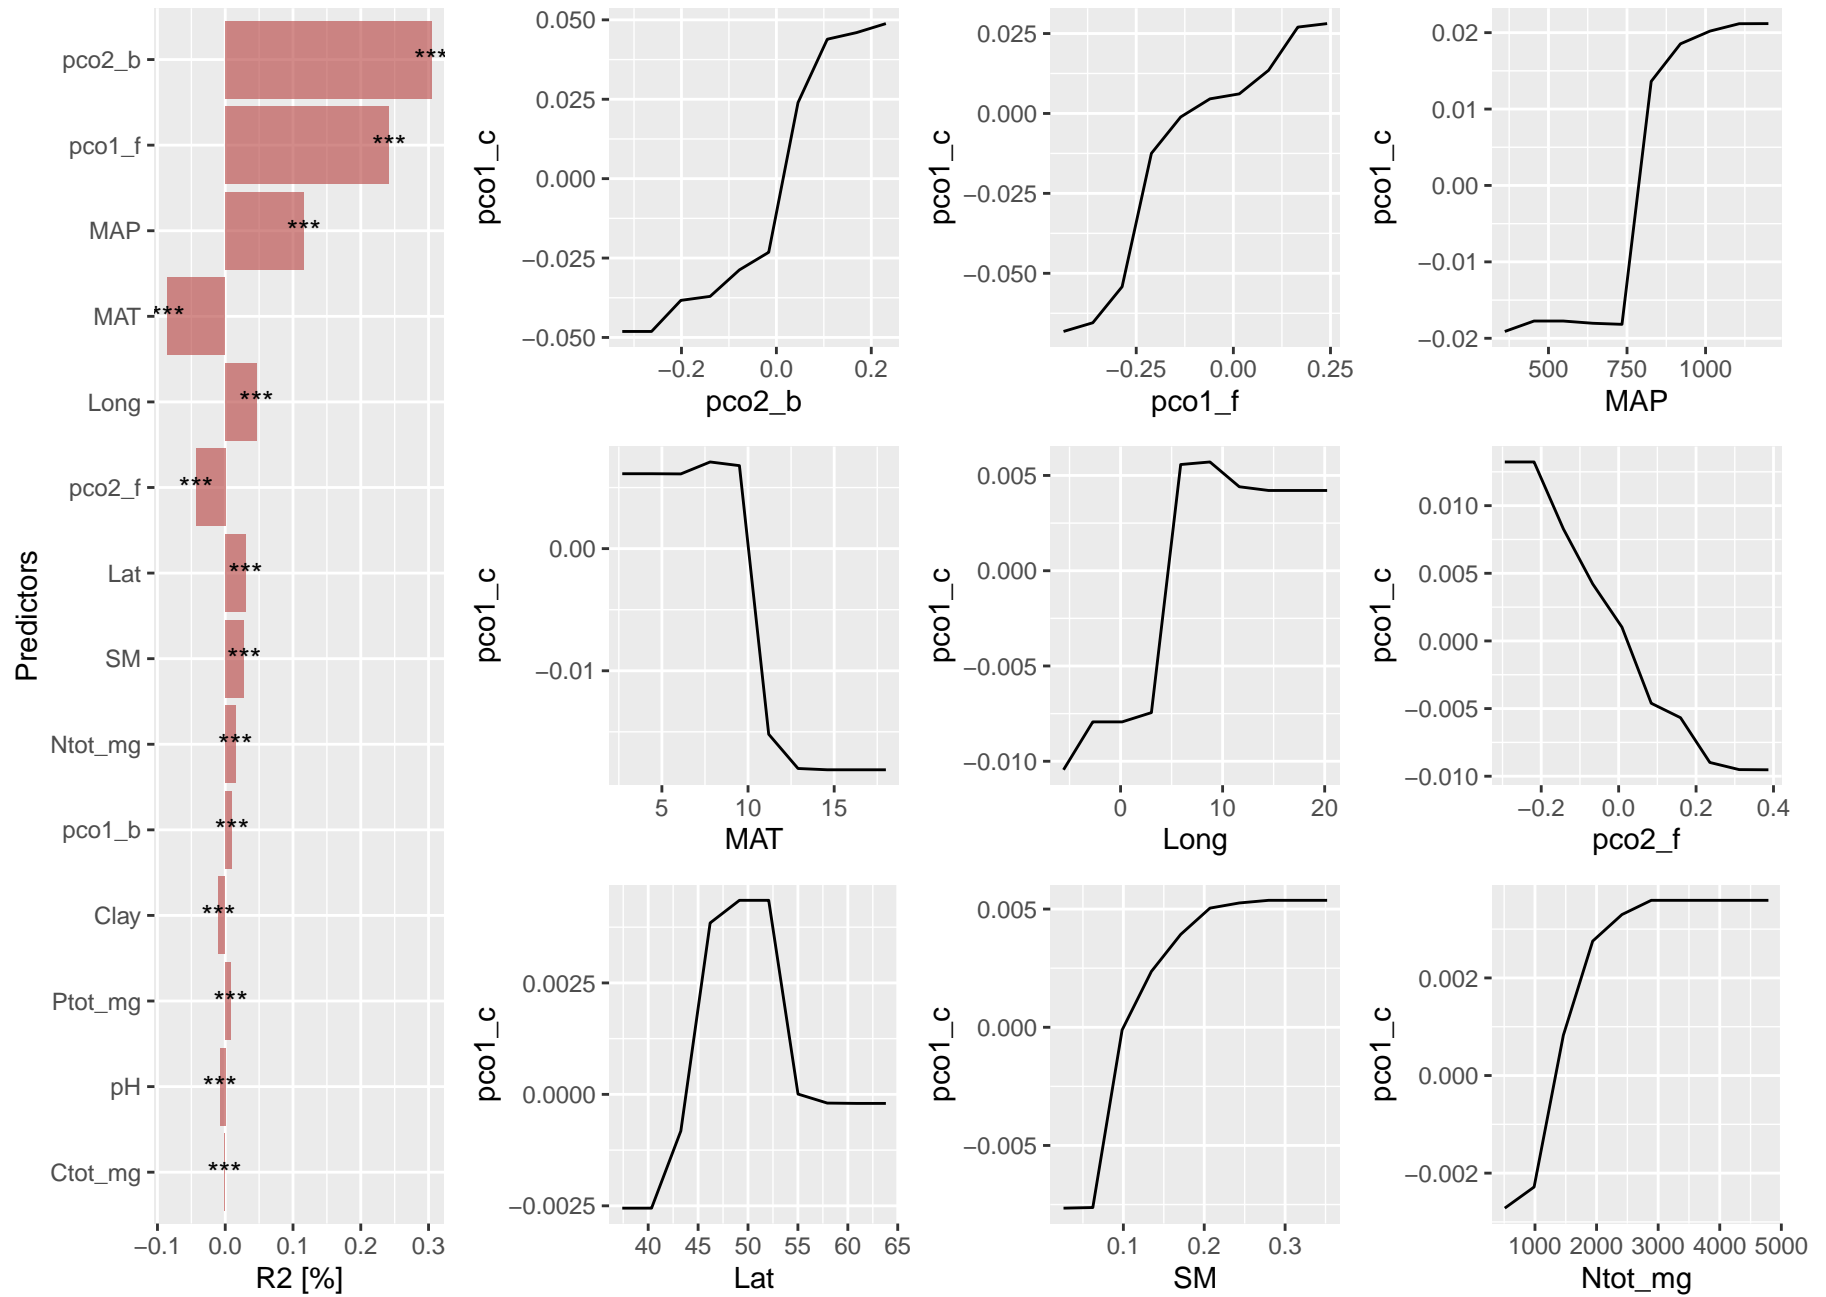 Predictors
pco2_b
***
pco1_f
***
MAP
***
MAT
***
Long
***
pco2_f
***
Lat
***
SM
***
Ntot_mg
***
pco1_b
***
Clay
***
Ptot_mg
***
pH
***
Ctot_mg
***
−0.1 0.0 0.1 0.2 0.3
R2 [%]
pco1_c
0.050
0.025
0.000
−0.025
−0.050
−0.2 0.0 0.2
pco2_b
pco1_c
0.025
0.000
−0.025
−0.050
−0.25 0.00 0.25
pco1_f
pco1_c
0.02
0.01
0.00
−0.01
−0.02
500 750 1000
MAP
pco1_c
0.00
−0.01
5 10 15
MAT
pco1_c
0.005
0.000
−0.005
−0.010
0 10 20
Long
pco1_c
0.010
0.005
0.000
−0.005
−0.010
−0.2 0.0 0.2 0.4
pco2_f
pco1_c
0.0025
0.0000
−0.0025
40 45 50 55 60 65
Lat
pco1_c
0.005
0.000
−0.005
0.1 0.2 0.3
SM
pco1_c
0.002
0.000
−0.002
1000 2000 3000 4000 5000
Ntot_mg